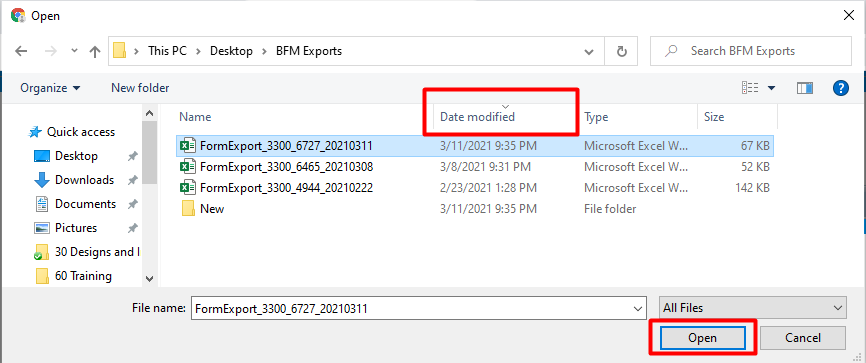 Open
This PC > Desktop > BFM Exports
Search BFM Exports
Organize
New folder
Name Date modified Type Size
Quick access
Desktop
Downloads
Documents
Pictures
30 Designs and I
60 Training
FormExport_3300_6727_20210311 3/11/2021 9:35 PM Microsoft Excel W... 67 KB
FormExport_3300_6465_20210308 3/8/2021 9:31 PM Microsoft Excel W... 52 KB
FormExport_3300_4944_20210222 2/23/2021 1:28 PM Microsoft Excel W... 142 KB
New 3/11/2021 9:35 PM File folder
File name: FormExport_3300_6727_20210311 All Files
Open Cancel